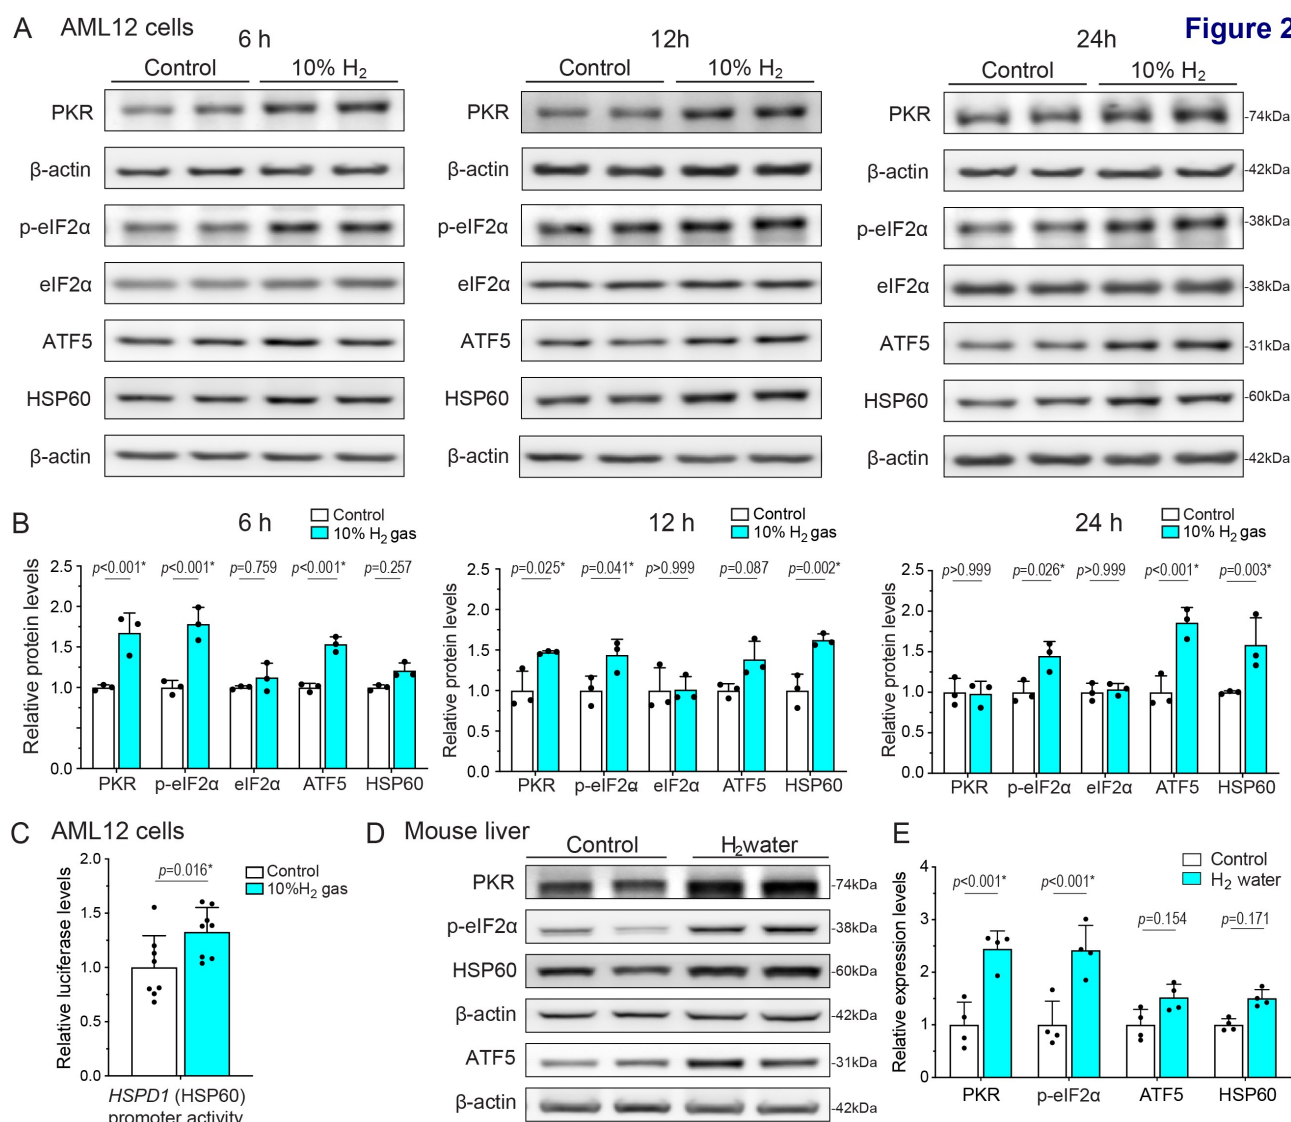 A AML12 cells
Figure 2
6 h
12h
24h
Control 10% H2
Control 10% H2
Control 10% H2
PKR
PKR
PKR -74kDa
β-actin
β-actin
β-actin -42kDa
p-eIF2α
p-eIF2α
p-eIF2α -38kDa
eIF2α
eIF2α
eIF2α -38kDa
ATF5
ATF5
ATF5 -31kDa
HSP60
HSP60
HSP60 -60kDa
β-actin
β-actin
β-actin -42kDa
B
6 h
Control
10% H2 gas
p<0.001* p<0.001* p=0.759 p<0.001* p=0.257
Relative protein levels
2.5
2.0
1.5
1.0
0.5
0.0
PKR p-eIF2α eIF2α ATF5 HSP60
12 h
Control
10% H2 gas
p=0.025* p=0.041* p>0.999 p=0.087 p=0.002*
Relative protein levels
2.5
2.0
1.5
1.0
0.5
0.0
PKR p-eIF2α eIF2α ATF5 HSP60
24 h
Control
10% H2 gas
p>0.999 p=0.026* p>0.999 p<0.001* p=0.003*
Relative protein levels
2.5
2.0
1.5
1.0
0.5
0.0
PKR p-eIF2α eIF2α ATF5 HSP60
C AML12 cells
Control
10%H2 gas
p=0.016*
Relative luciferase levels
2.0
1.5
1.0
0.5
0.0
HSPD1 (HSP60)
promoter activity
D Mouse liver
Control H2water
PKR -74kDa
p-eIF2α -38kDa
HSP60 -60kDa
β-actin -42kDa
ATF5 -31kDa
β-actin -42kDa
E
Control
H2 water
p<0.001* p<0.001* p=0.154 p=0.171
Relative expression levels
4
3
2
1
0
PKR p-eIF2α ATF5 HSP60